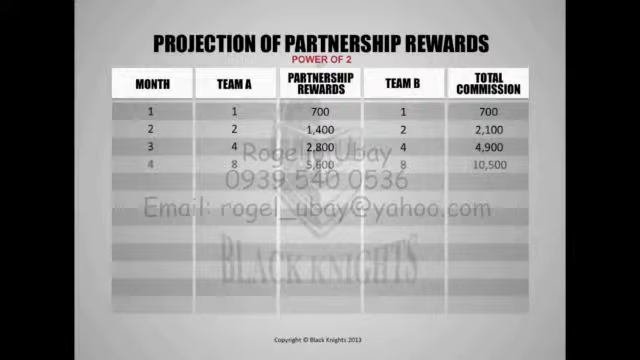 PROJECTION OF PARTNERSHIP REWARDS
POWER OF 2
MONTH TEAM A PARTNERSHIP REWARDS TEAM B TOTAL COMMISSION
1 1 700 1 700
2 2 1,400 2 2,100
3 4 2,800 4 4,900
4 8 5,600 8 10,500
Rogelio Ubay
0939 540 0536
Email: rogel_ubay@yahoo.com
BLACK KNIGHTS
Copyright © Black Knights 2013